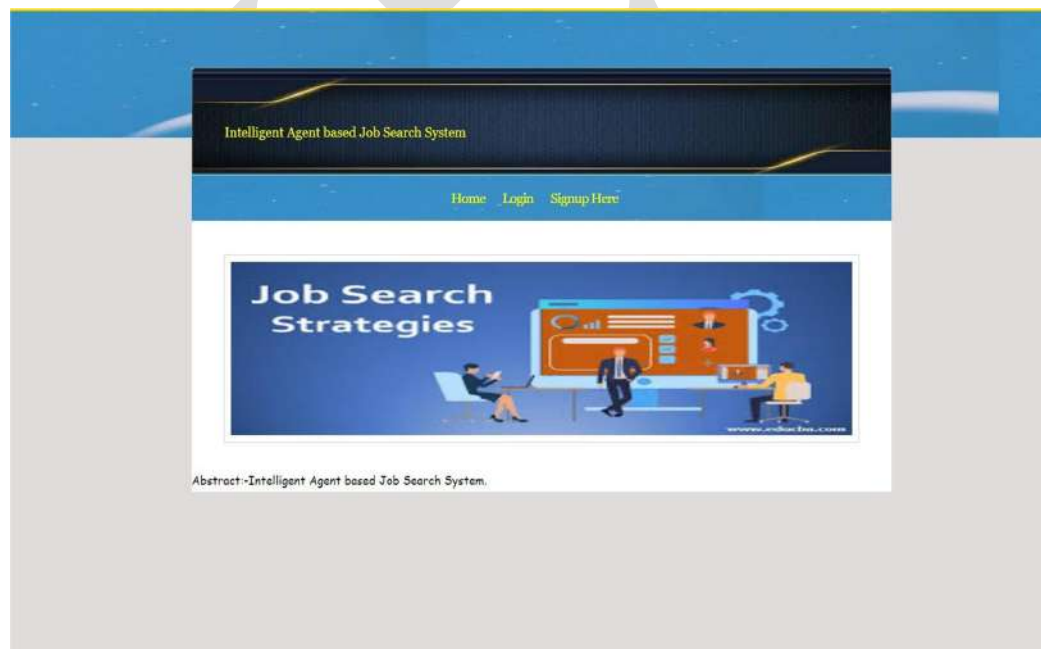 Intelligent Agent based Job Search System
Home Login Signup Here
Job Search
Strategies
www.educba.com
Abstract:-Intelligent Agent based Job Search System.